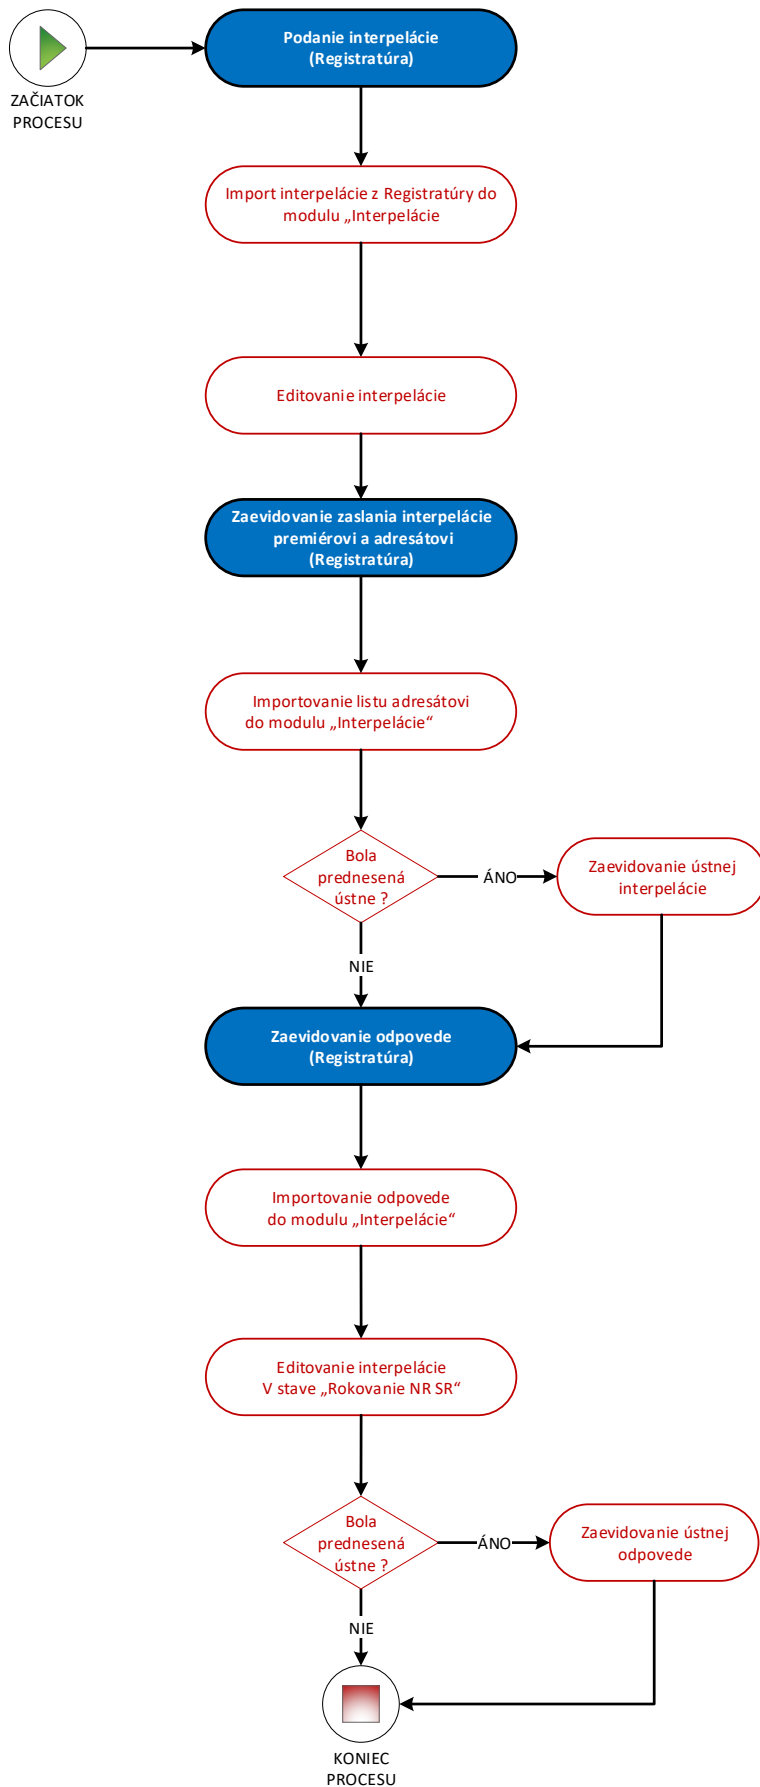 ZAČIATOK
PROCESU
Podanie interpelácie
(Registratúra)
Import interpelácie z Registratúry do
modulu „Interpelácie
Editovanie interpelácie
Zaevidovanie zaslania interpelácie
premiérovi a adresátovi
(Registratúra)
Importovanie listu adresátovi
do modulu „Interpelácie“
Bola
prednesená
ústne ?
ÁNO
Zaevidovanie ústnej
interpelácie
NIE
Zaevidovanie odpovede
(Registratúra)
Importovanie odpovede
do modulu „Interpelácie“
Editovanie interpelácie
V stave „Rokovanie NR SR“
Bola
prednesená
ústne ?
ÁNO
Zaevidovanie ústnej
odpovede
NIE
KONIEC
PROCESU